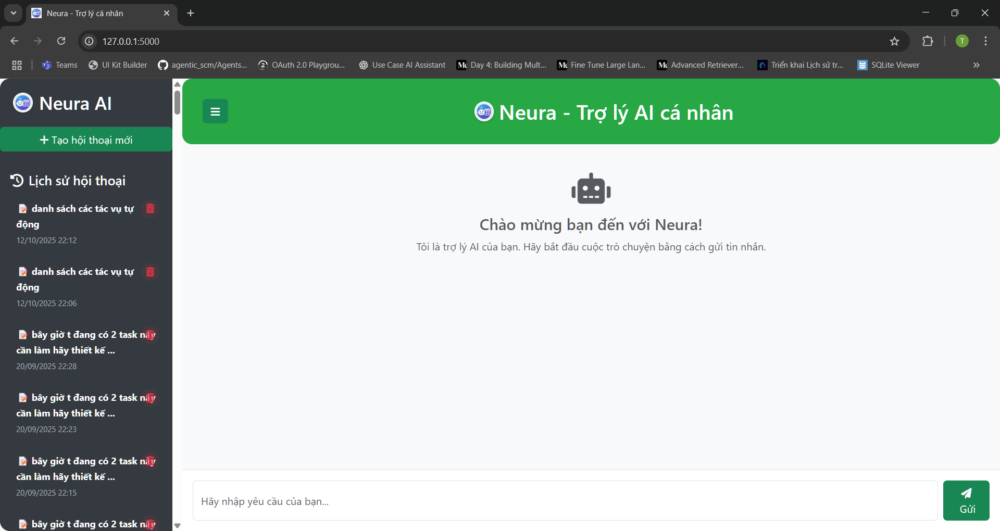 Neura - Trợ lý cá nhân
127.0.0.1:5000
Teams
UI Kit Builder
agentic_scm/Agents...
OAuth 2.0 Playgrou...
Use Case AI Assistant
Day 4: Building Mult...
Fine Tune Large Lan...
Advanced Retriever...
Triển khai Lịch sử tr...
SQLite Viewer
T
Neura AI
Tạo hội thoại mới
Lịch sử hội thoại
danh sách các tác vụ tự
động
12/10/2025 22:12
danh sách các tác vụ tự
động
12/10/2025 22:06
bây giờ t đang có 2 task này
cần làm hãy thiết kế ...
20/09/2025 22:28
bây giờ t đang có 2 task này
cần làm hãy thiết kế ...
20/09/2025 22:23
bây giờ t đang có 2 task này
cần làm hãy thiết kế ...
20/09/2025 22:15
bây giờ t đang có 2 task này
Neura - Trợ lý AI cá nhân
Chào mừng bạn đến với Neura!
Tôi là trợ lý AI của bạn. Hãy bắt đầu cuộc trò chuyện bằng cách gửi tin nhắn.
Hãy nhập yêu cầu của bạn...
Gửi